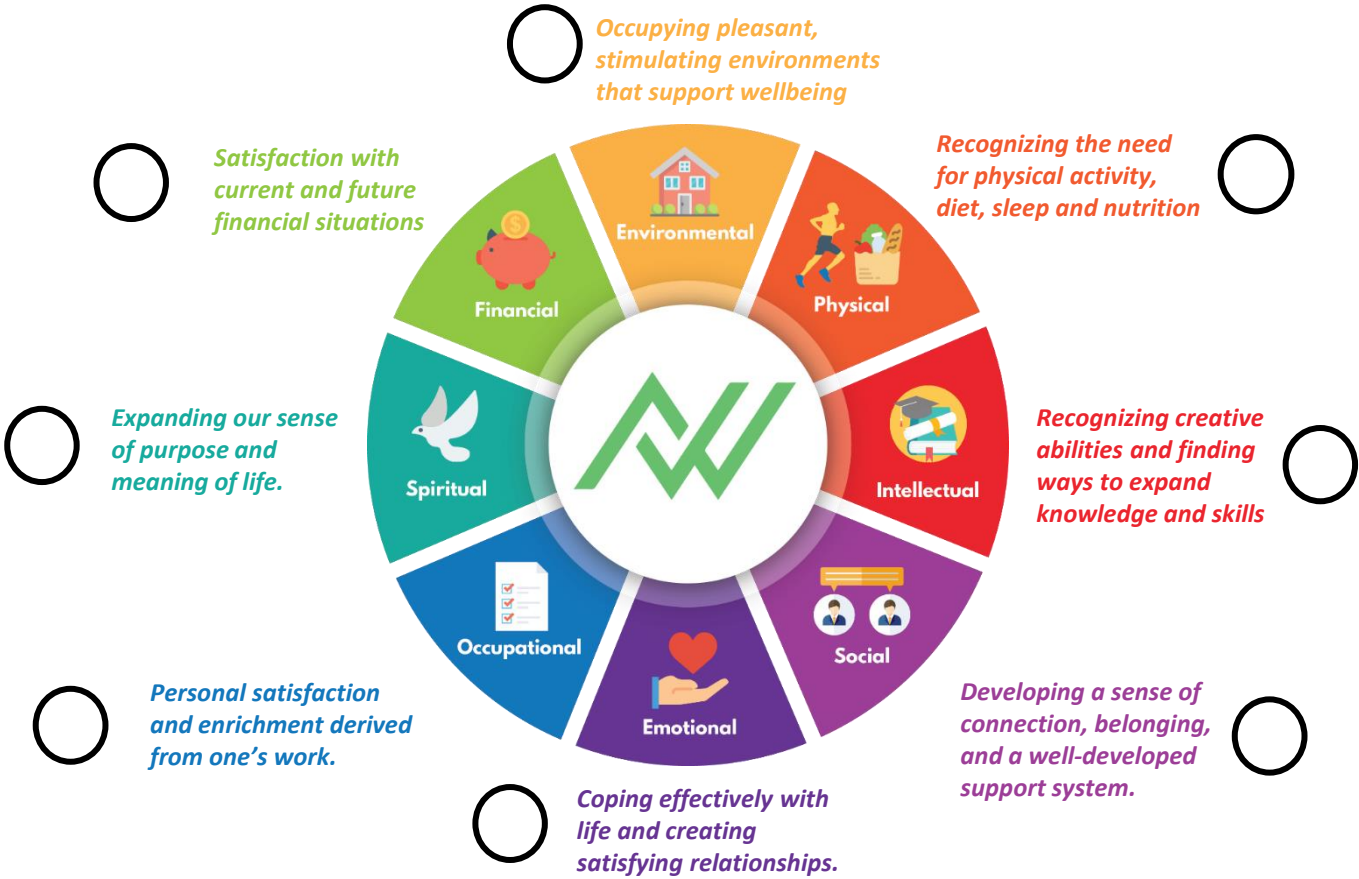 Occupying pleasant,
stimulating environments
that support wellbeing
Satisfaction with
current and future
financial situations
Recognizing the need
for physical activity,
diet, sleep and nutrition
Environmental
Financial
Physical
Expanding our sense
of purpose and
meaning of life.
Spiritual
Intellectual
Recognizing creative
abilities and finding
ways to expand
knowledge and skills
Occupational
Social
Emotional
Personal satisfaction
and enrichment derived
from one's work.
Developing a sense of
connection, belonging,
and a well-developed
support system.
Coping effectively with
life and creating
satisfying relationships.